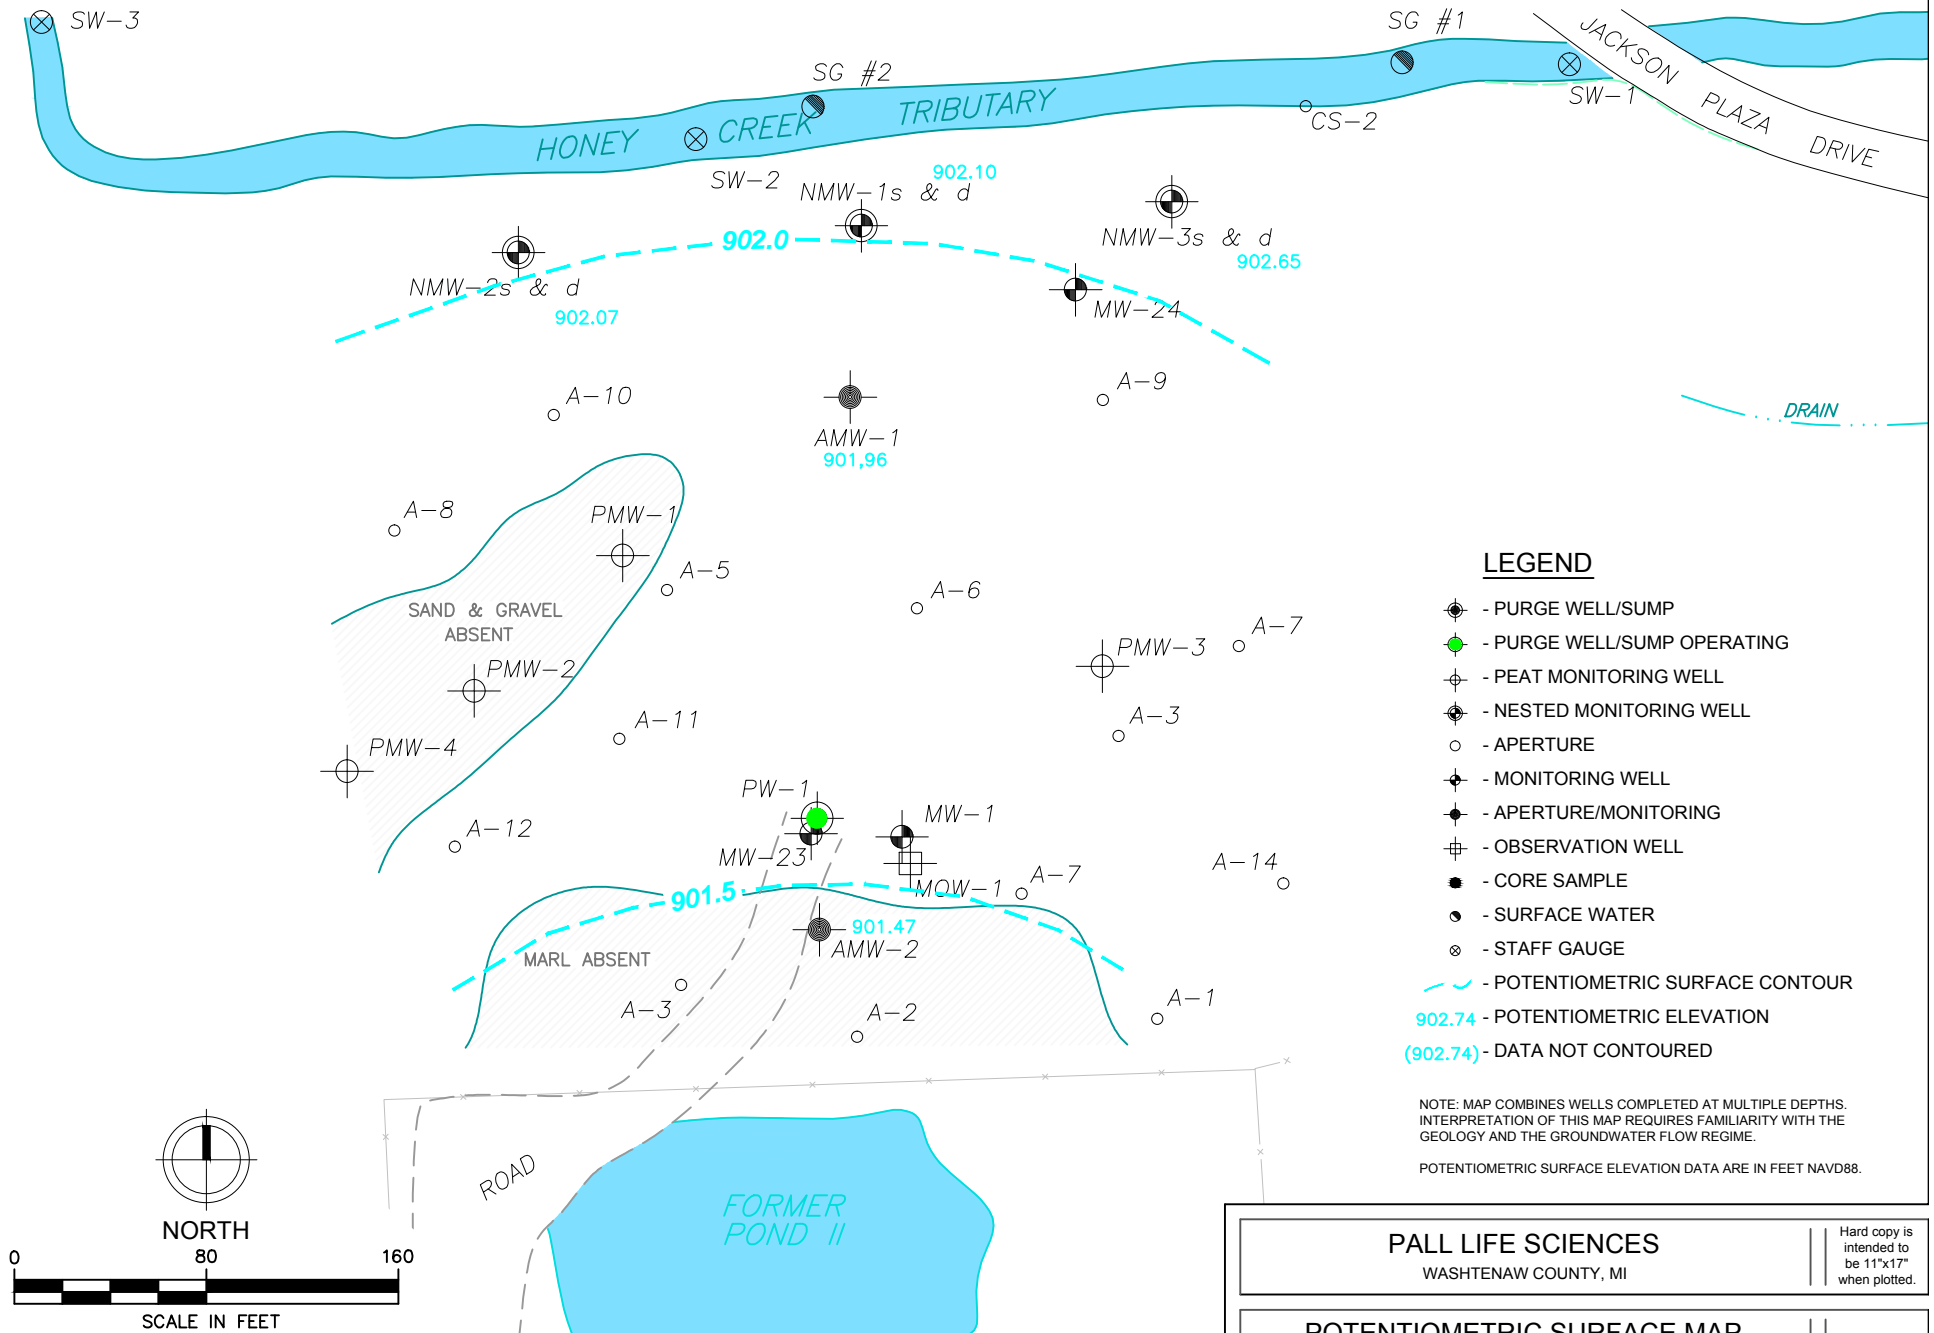 SW-3
SG #1
JACKSON PLAZA DRIVE
SG #2
SW-1
HONEY CREEK TRIBUTARY
CS-2
SW-2
902.10
NMW-1s & d
NMW-3s & d
902.0
902.65
NMW-2s & d
902.07
MW-24
A-10
A-9
DRAIN
AMW-1
901,96
A-8
PMW-1
A-5
A-6
SAND & GRAVEL
ABSENT
A-7
PMW-3
PMW-2
A-11
A-3
PMW-4
PW-1
MW-1
A-12
MW-23
A-14
A-7
MOW-1
901.5
901.47
AMW-2
MARL ABSENT
A-3
A-2
A-1
LEGEND
- PURGE WELL/SUMP
- PURGE WELL/SUMP OPERATING
- PEAT MONITORING WELL
- NESTED MONITORING WELL
- APERTURE
- MONITORING WELL
- APERTURE/MONITORING
- OBSERVATION WELL
- CORE SAMPLE
- SURFACE WATER
- STAFF GAUGE
- POTENTIOMETRIC SURFACE CONTOUR
902.74 - POTENTIOMETRIC ELEVATION
(902.74) - DATA NOT CONTOURED
NOTE: MAP COMBINES WELLS COMPLETED AT MULTIPLE DEPTHS.
INTERPRETATION OF THIS MAP REQUIRES FAMILIARITY WITH THE
GEOLOGY AND THE GROUNDWATER FLOW REGIME.
POTENTIOMETRIC SURFACE ELEVATION DATA ARE IN FEET NAVD88.
ROAD
FORMER
POND II
NORTH
0 80 160
SCALE IN FEET
PALL LIFE SCIENCES
WASHTENAW COUNTY, MI
Hard copy is
intended to
be 11"x17"
when plotted.
POTENTIOMETRIC SURFACE MAP